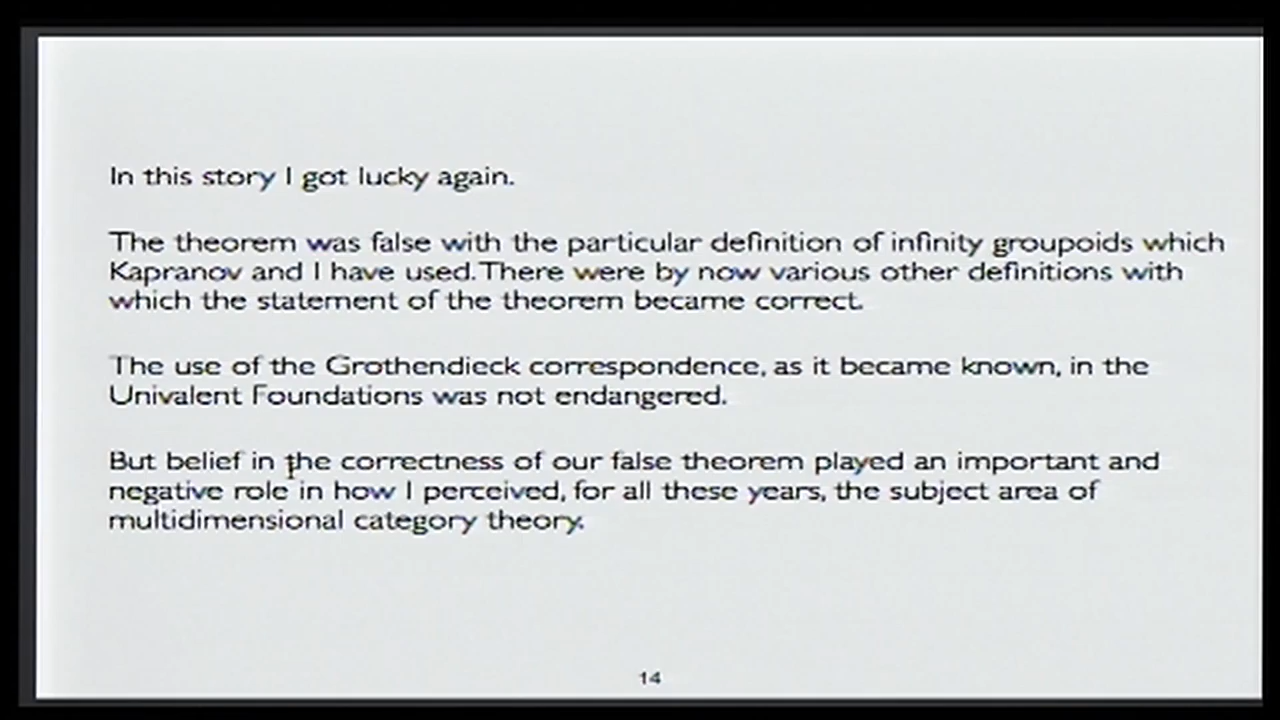 In this story I got lucky again.
The theorem was false with the particular definition of infinity groupoids which
Kapranov and I have used. There were by now various other definitions with
which the statement of the theorem became correct.
The use of the Grothendieck correspondence, as it became known, in the
Univalent Foundations was not endangered.
But belief in the correctness of our false theorem played an important and
negative role in how I perceived, for all these years, the subject area of
multidimensional category theory.
14